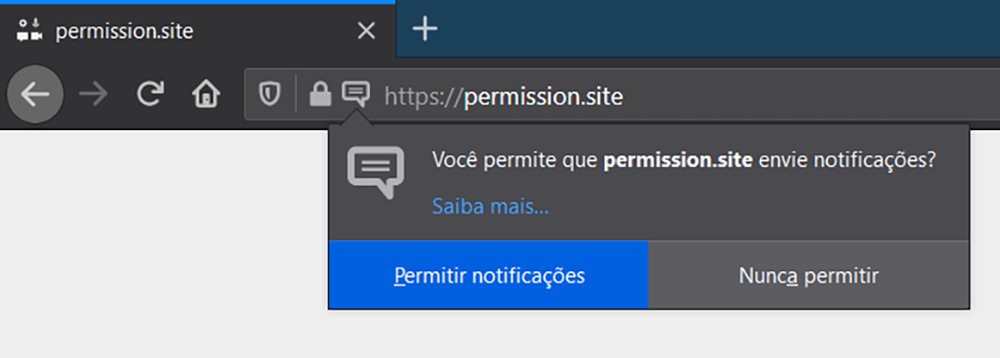 permission.site
https://permission.site
Você permite que permission.site envie notificações?
Saiba mais...
Permitir notificações
Nunca permitir